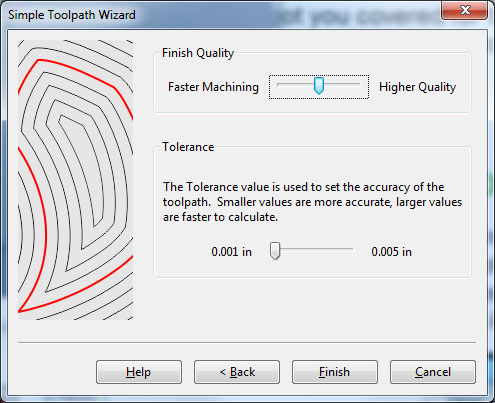 Simple Toolpath Wizard
you covered
Finish Quality
Faster Machining Higher Quality
Tolerance
The Tolerance value is used to set the accuracy of the
toolpath. Smaller values are more accurate, larger values
are faster to calculate.
0.001 in 0.005 in
Help < Back Finish Cancel